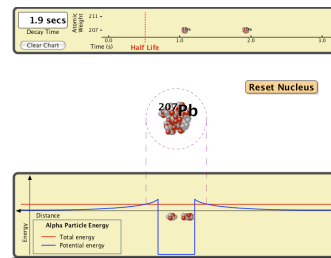 1.9 secs
Decay Time
Clear Chart
Atomic
Weight
211
207
0.0
1.0
2.0
3.0
Time (s)
Half Life
Reset Nucleus
207Pb
Energy
Distance
Alpha Particle Energy
Total energy
Potential energy